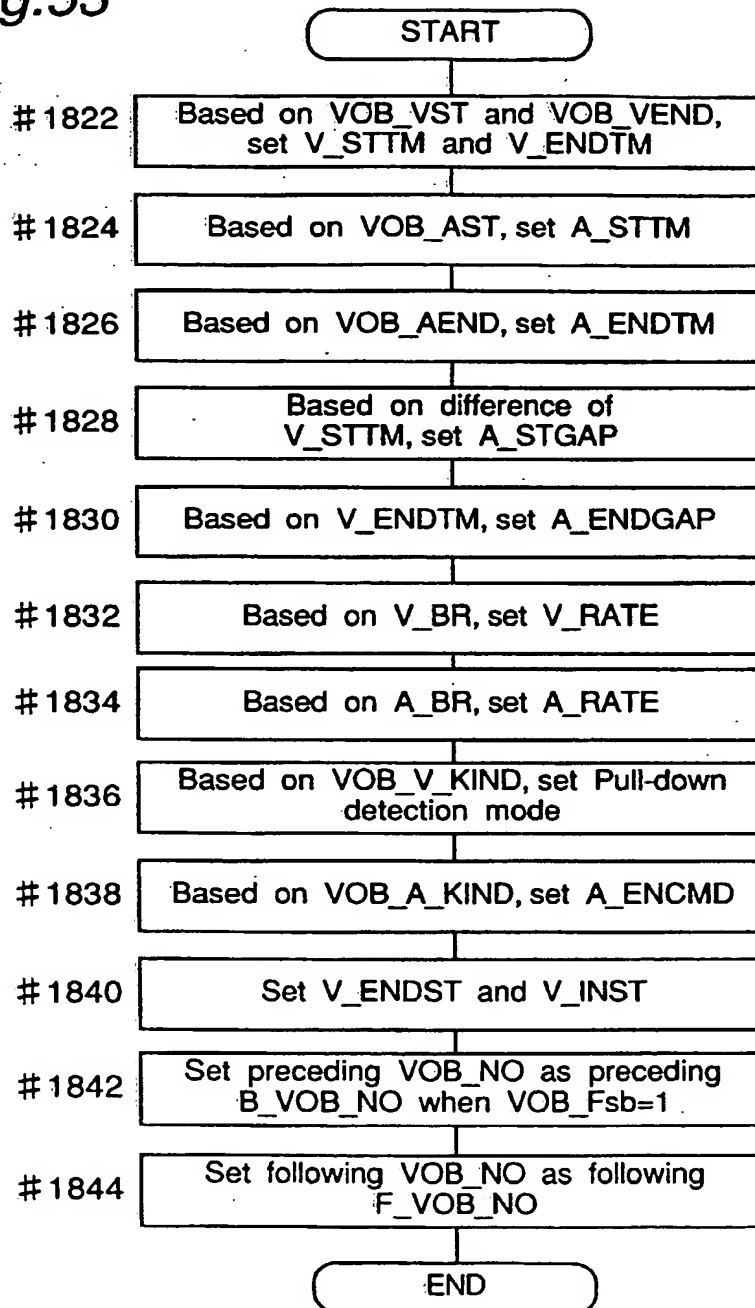 g.55
START
#1822
Based on VOB_VST and VOB_VEND,
set V_STTM and V_ENDTM
#1824
Based on VOB_AST, set A_STTM
#1826
Based on VOB_AEND, set A_ENDTM
#1828
Based on difference of
V_STTM, set A_STGAP
#1830
Based on V_ENDTM, set A_ENDGAP
#1832
Based on V_BR, set V_RATE
#1834
Based on A_BR, set A_RATE
#1836
Based on VOB_V_KIND, set Pull-down
detection mode
#1838
Based on VOB_A_KIND, set A_ENCMD
#1840
Set V_ENDST and V_INST
#1842
Set preceding VOB_NO as preceding
B_VOB_NO when VOB_Fsb=1
#1844
Set following VOB_NO as following
F_VOB_NO
END